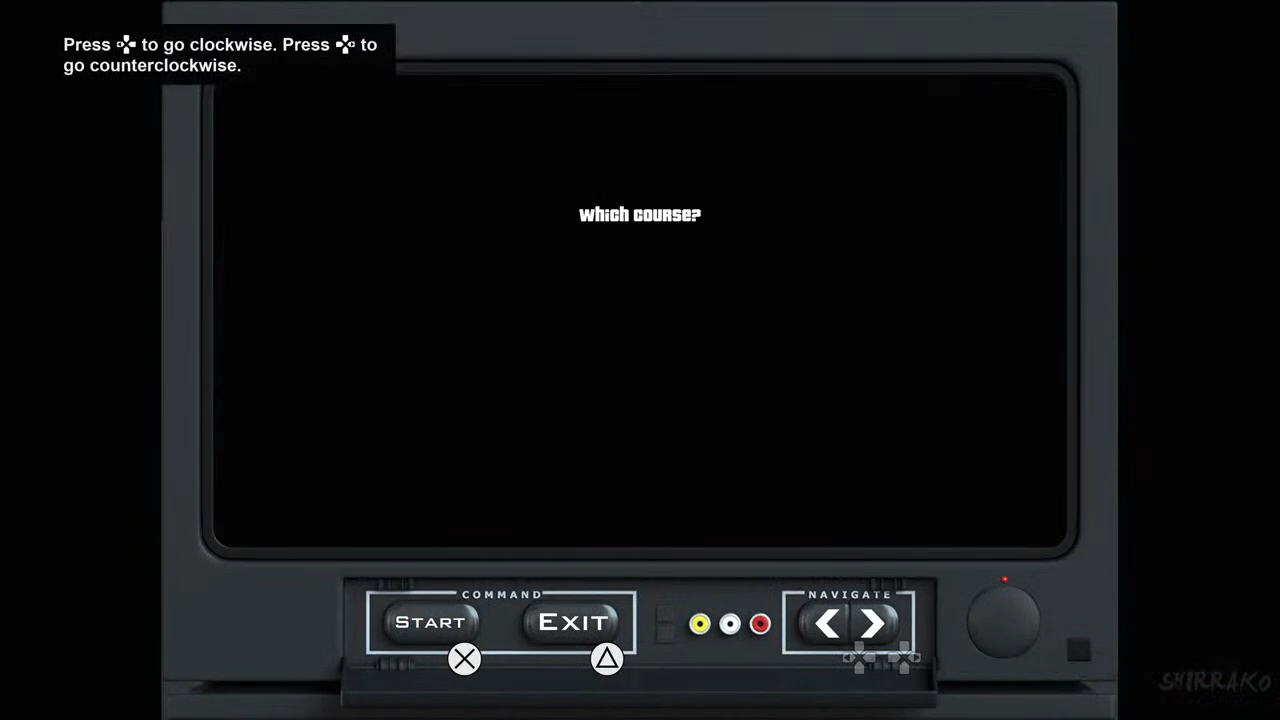 Press to go clockwise. Press to
go counterclockwise.
which course?
COMMAND
START
EXIT
NAVIGATE
SHIRRAKO